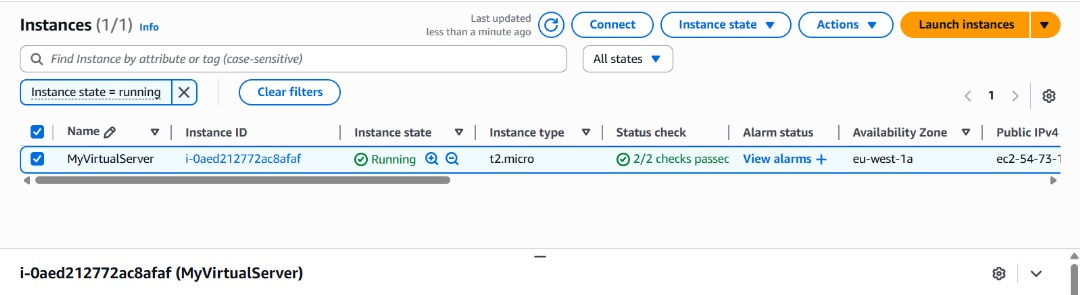 Instances (1/1) Info
Last updated
less than a minute ago
Connect
Instance state
Actions
Launch instances
Find Instance by attribute or tag (case-sensitive)
All states
Instance state = running
Clear filters
1
Name Instance ID Instance state Instance type Status check Alarm status Availability Zone Public IPv4
MyVirtualServer i-0aed212772ac8afaf Running t2.micro 2/2 checks passec View alarms + eu-west-1a ec2-54-73-1
i-0aed212772ac8afaf (MyVirtualServer)